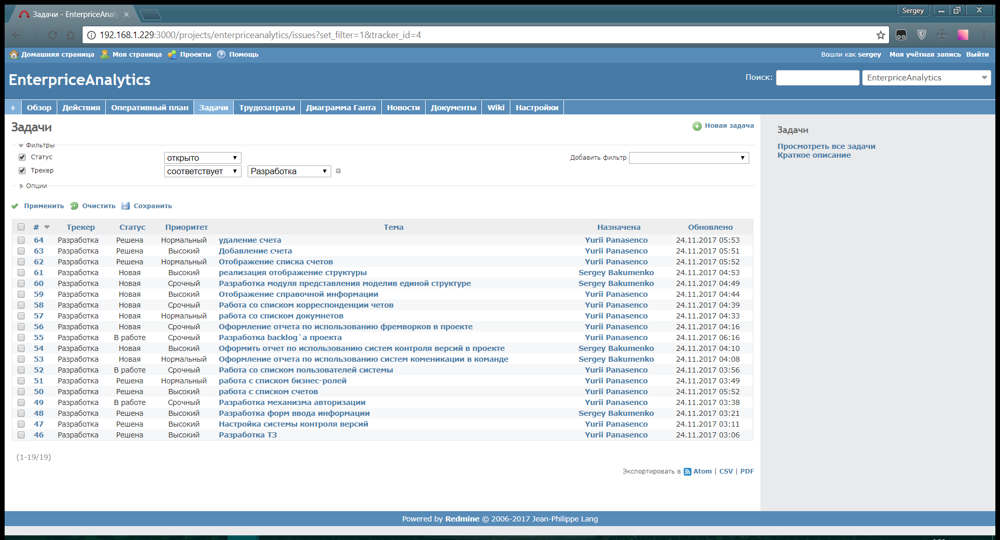 Задачи - EnterpriceAnaly
Sergey
192.168.1.229:3000/projects/enterpriceanalytics/issues?set_filter=1&tracker_id=4
Домашняя страница Моя страница Проекты Помощь
Вошли как sergey Моя учётная запись Выйти
EnterpriceAnalytics
Поиск: EnterpriceAnalytics
+ Обзор Действия Оперативный план Задачи Трудозатраты Диаграмма Ганта Новости Документы Wiki Настройки
Задачи
Новая задача
Фильтры
Статус открыто Добавить фильтр
Трекер соответствует Разработка
Опции
Применить Очистить Сохранить
# Трекер Статус Приоритет Тема Назначена Обновлено
64 Разработка Решена Нормальный удаление счета Yurii Panasenco 24.11.2017 05:53
63 Разработка Решена Высокий Добавление счета Yurii Panasenco 24.11.2017 05:51
62 Разработка Решена Нормальный Отображение списка счетов Yurii Panasenco 24.11.2017 05:52
61 Разработка Новая Высокий реализация отображение структуры Sergey Bakumenko 24.11.2017 04:53
60 Разработка Новая Срочный Разработка модуля представления моделив единой структуре Sergey Bakumenko 24.11.2017 04:49
59 Разработка Новая Высокий Отображение справочной информации Yurii Panasenco 24.11.2017 04:44
58 Разработка Новая Срочный Работа со списком корреспонденции четов Yurii Panasenco 24.11.2017 04:39
57 Разработка Новая Нормальный работа со списком докумнетов Yurii Panasenco 24.11.2017 04:33
56 Разработка Новая Срочный Оформление отчета по использованию фремворков в проекте Yurii Panasenco 24.11.2017 04:16
55 Разработка В работе Срочный Разработка backlog`а проекта Yurii Panasenco 24.11.2017 06:16
54 Разработка Новая Высокий Оформить отчет по использованию систем контроля версий в проекте Sergey Bakumenko 24.11.2017 04:10
53 Разработка Новая Нормальный Оформление отчета по использованию систем коменикации в команде Sergey Bakumenko 24.11.2017 04:08
52 Разработка В работе Срочный Работа со списком пользователей системы Yurii Panasenco 24.11.2017 03:56
51 Разработка Решена Нормальный работа с списком бизнес-ролей Yurii Panasenco 24.11.2017 03:49
50 Разработка Решена Высокий работа с списком счетов Yurii Panasenco 24.11.2017 05:52
49 Разработка В работе Срочный Разработка механизма авторизации Yurii Panasenco 24.11.2017 03:38
48 Разработка Решена Высокий Разработка форм ввода информации Sergey Bakumenko 24.11.2017 03:21
47 Разработка Решена Высокий Настройка системы контроля версий Yurii Panasenco 24.11.2017 03:11
46 Разработка Решена Высокий Разработка ТЗ Yurii Panasenco 24.11.2017 03:06
(1-19/19)
Экспортировать в Atom | CSV | PDF
Задачи
Просмотреть все задачи
Краткое описание
Powered by Redmine © 2006-2017 Jean-Philippe Lang